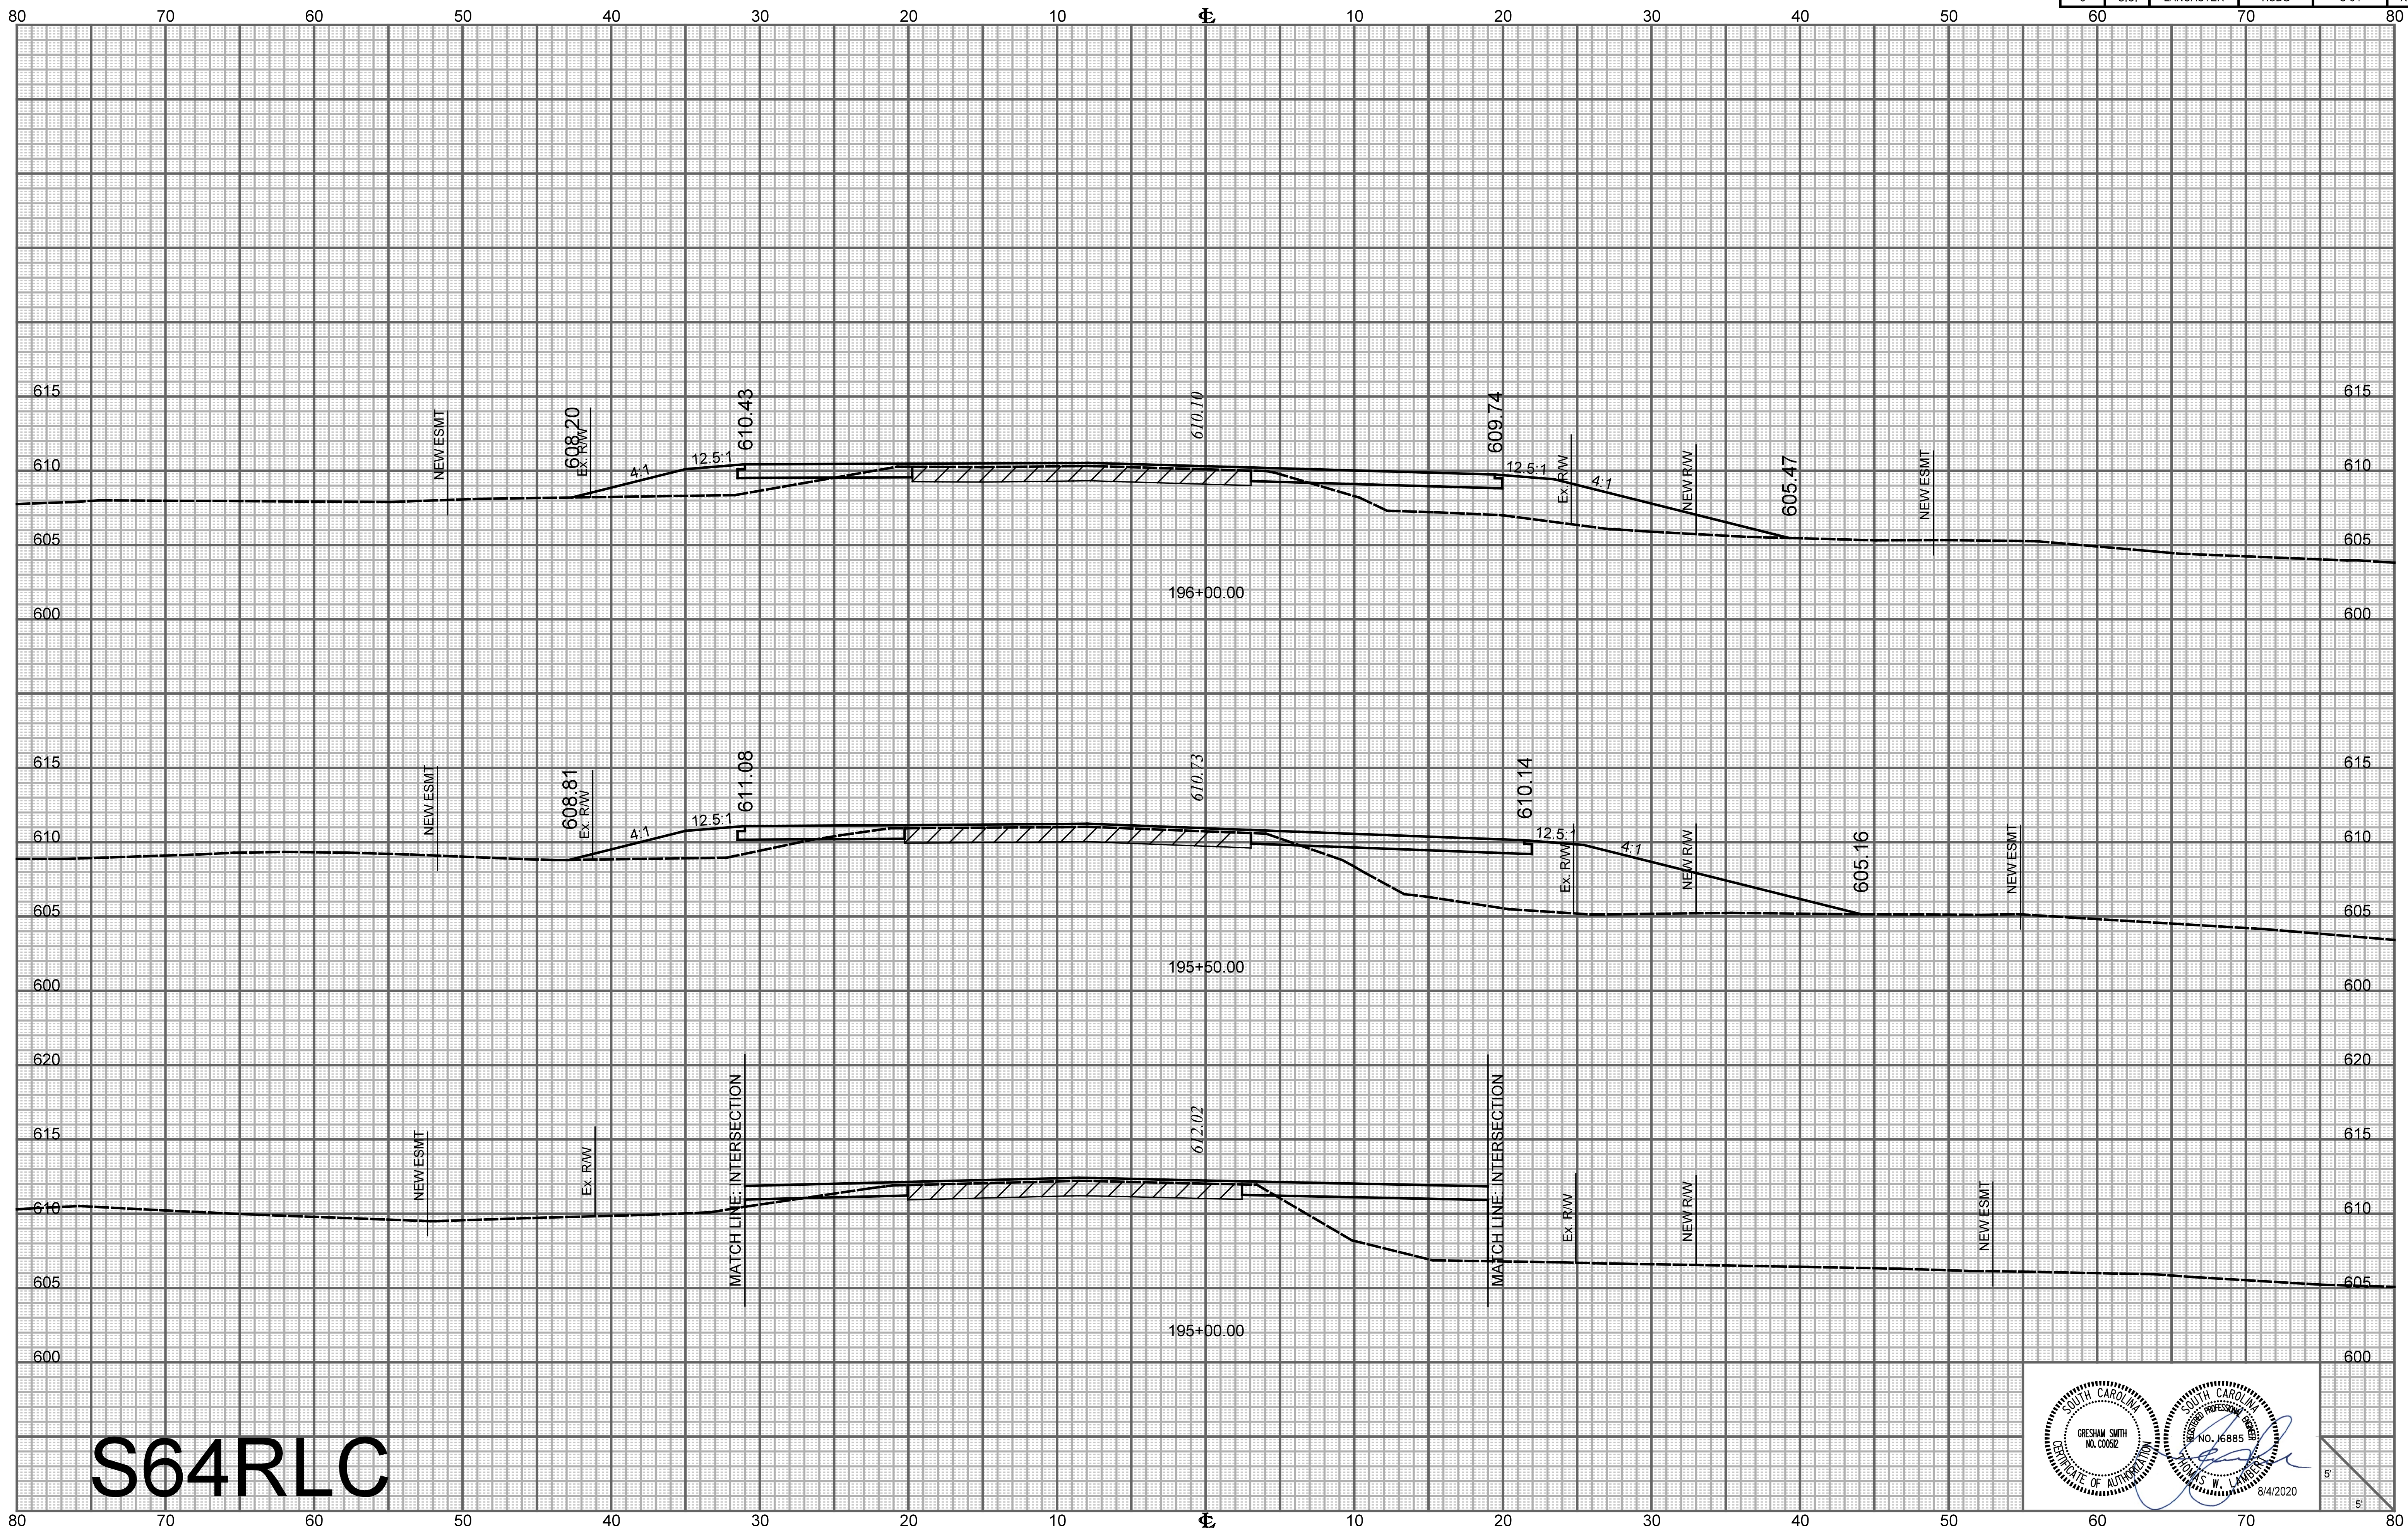 80 70 60 50 40 30 20 10 ℄ 10 20 30 40 50 60 70 80
615 615
NEW ESMT 608.20 Ex. R/W 4:1 12.5:1 610.43 610.10 609.74 12.5:1 Ex. R/W 4:1 NEW R/W 605.47 NEW ESMT
610 610
605 605
196+00.00
600 600
615 615
NEW ESMT 608.81 Ex. R/W 4:1 12.5:1 611.08 610.73 610.14 12.5:1 Ex. R/W 4:1 NEW R/W 605.16 NEW ESMT
610 610
605 605
195+50.00
600 600
620 620
615 615
NEW ESMT Ex. R/W MATCH LINE: INTERSECTION 612.02 MATCH LINE: INTERSECTION Ex. R/W NEW R/W NEW ESMT
610 610
605 605
195+00.00
600 600
S64RLC
SOUTH CAROLINA
GRESHAM SMITH
NO. C00512
CERTIFICATE OF AUTHORIZATION
SOUTH CAROLINA
REGISTERED PROFESSIONAL ENGINEER
NO. 16885
THOMAS W. LAMBERT
8/4/2020
5'
5'
80 70 60 50 40 30 20 10 ℄ 10 20 30 40 50 60 70 80